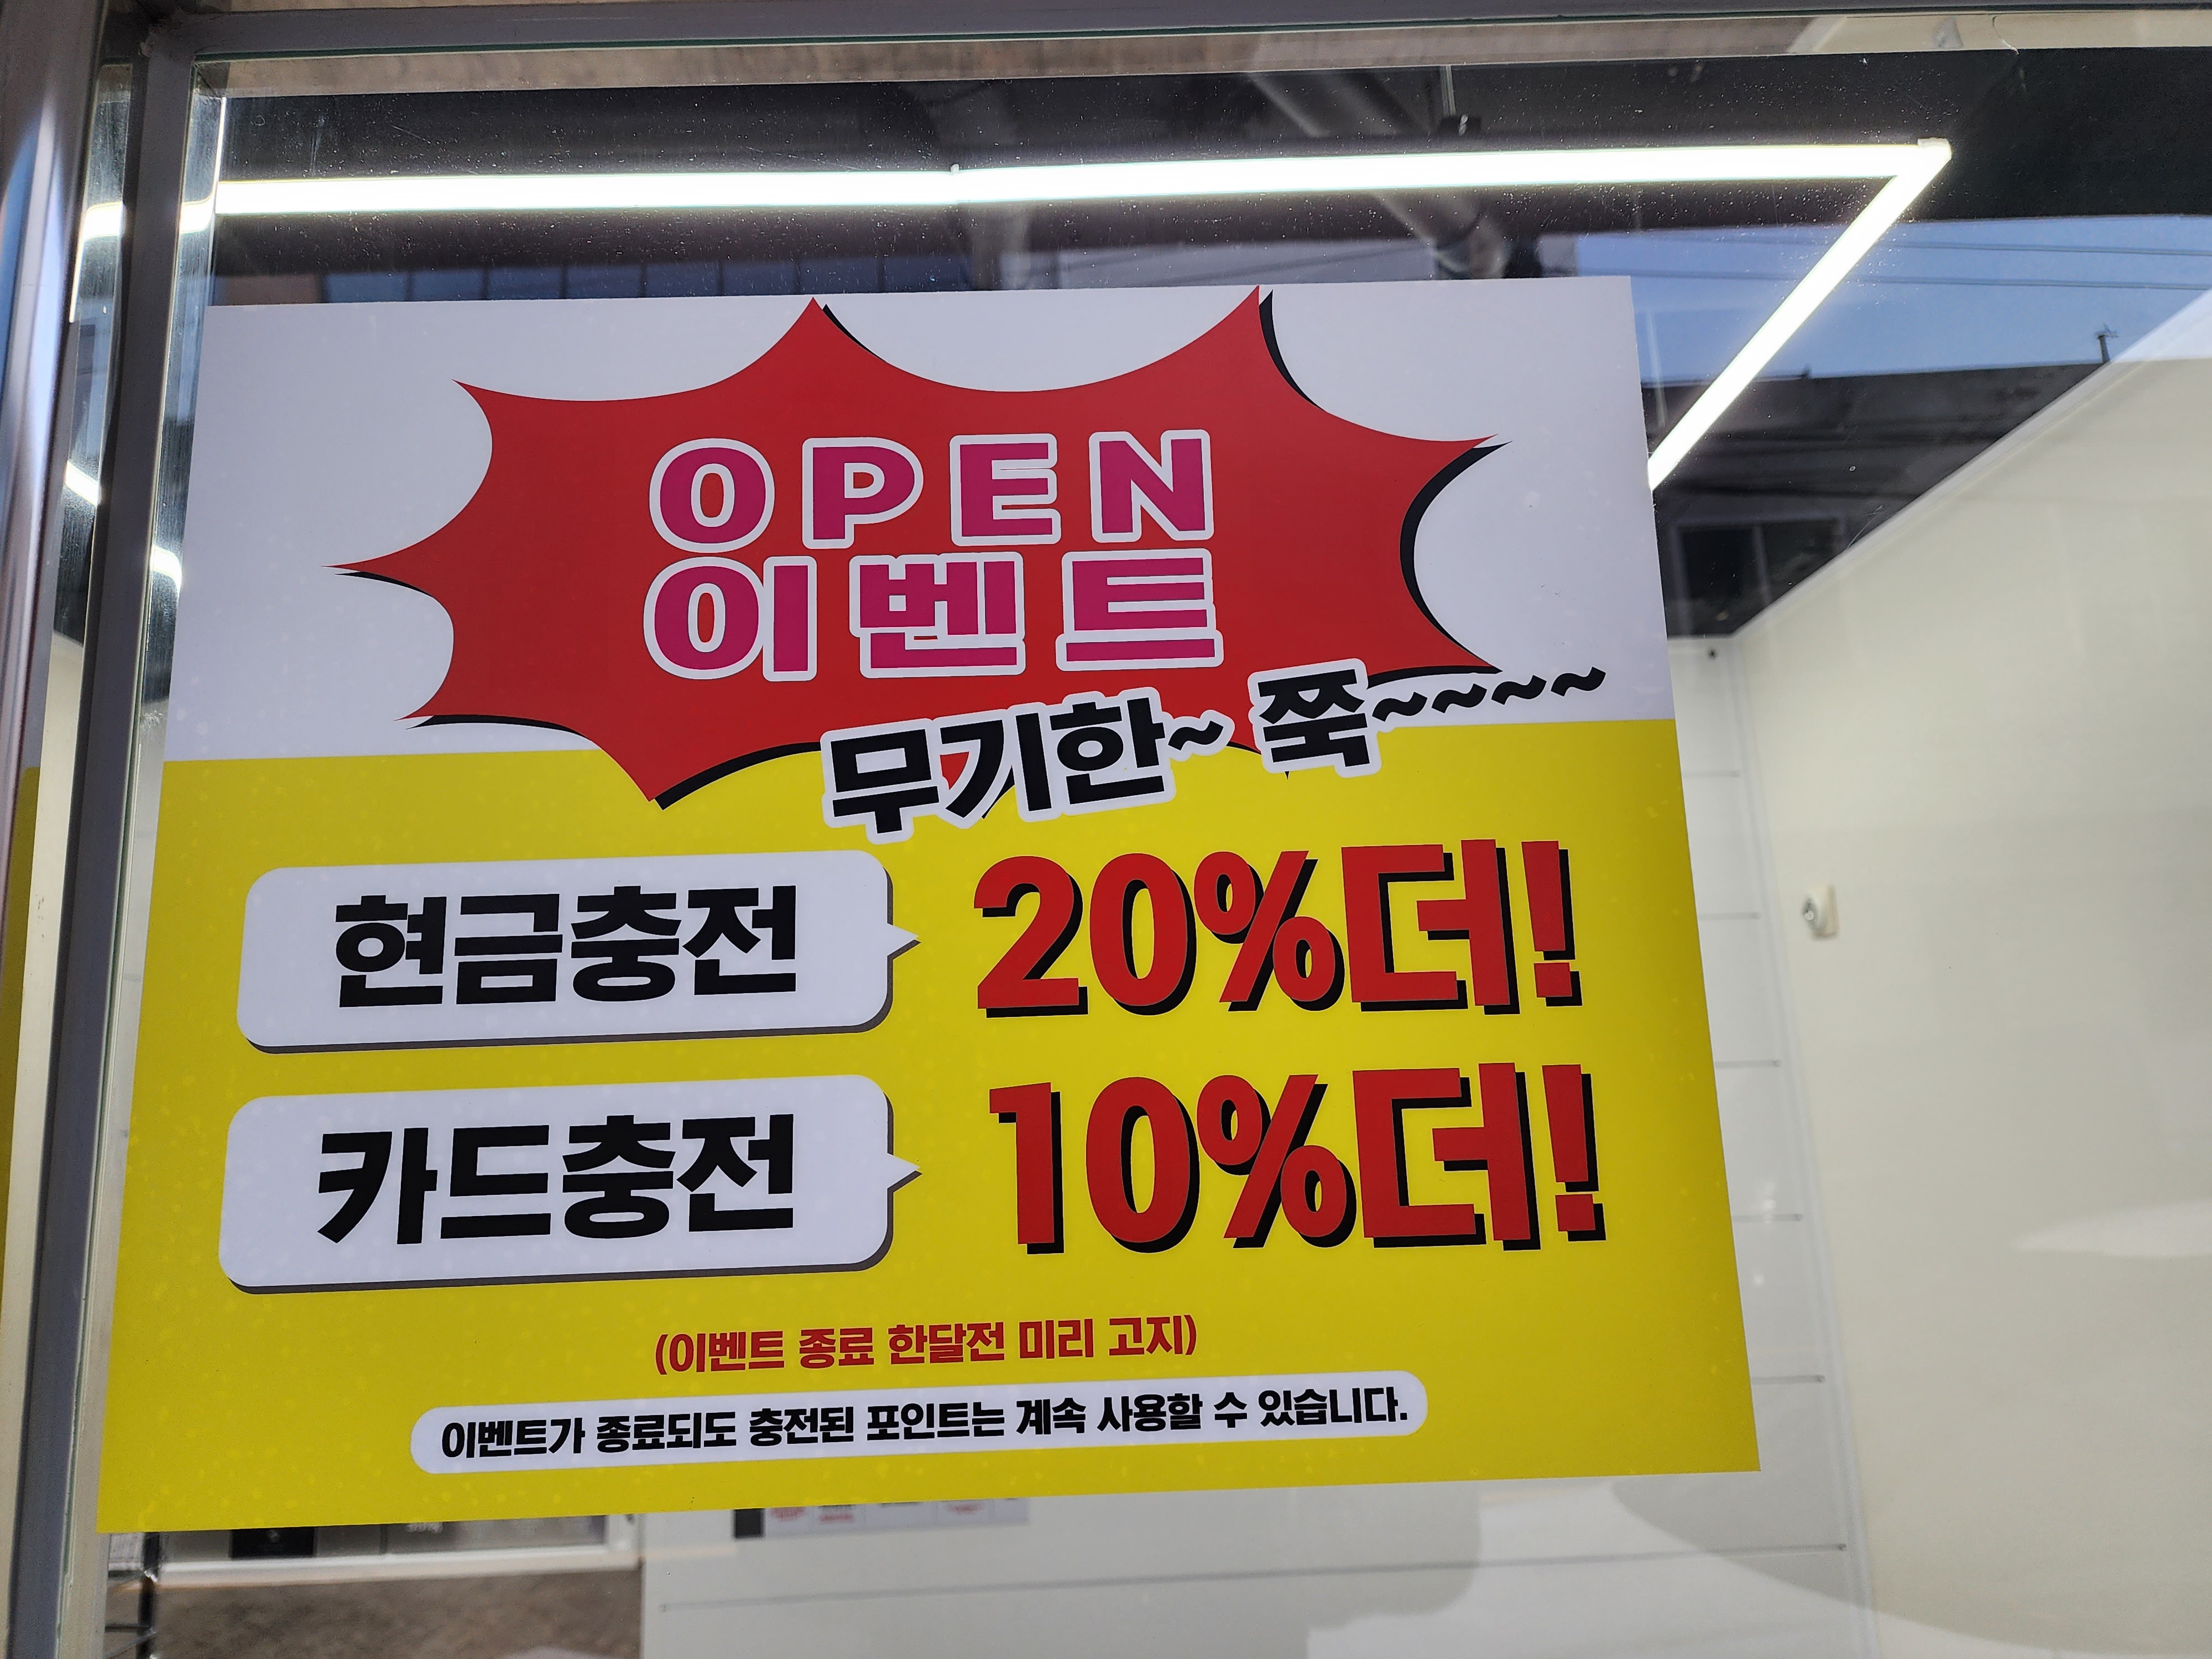 OPEN
이벤트
무기한~ 쭉~~~~
현금충전 20%더!
카드충전 10%더!
(이벤트 종료 한달전 미리 고지)
이벤트가 종료되도 충전된 포인트는 계속 사용할 수 있습니다.